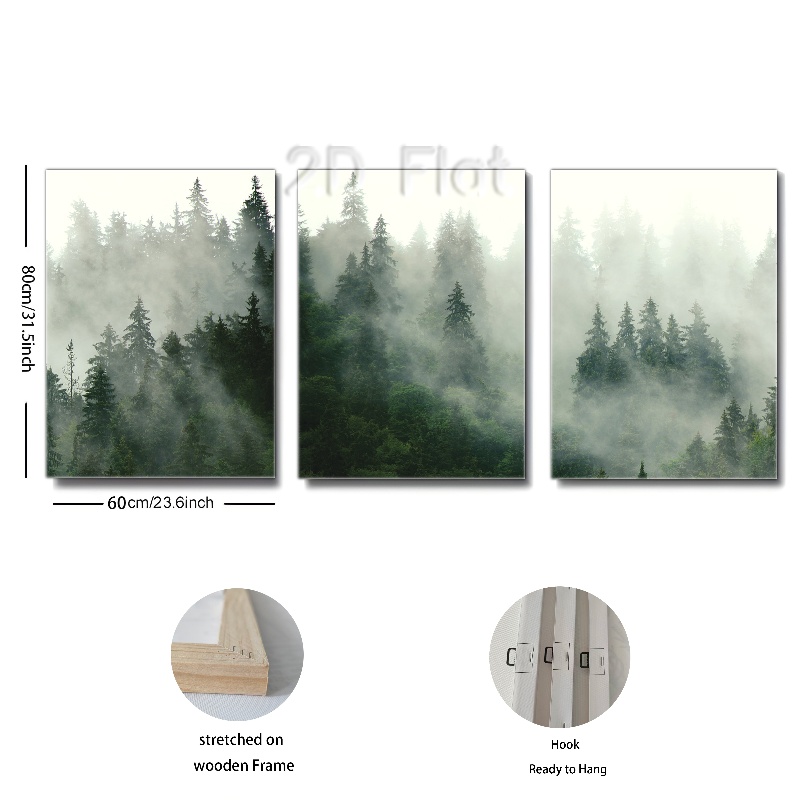 2D Flat
80cm/31.5inch
60cm/23.6inch
stretched on
wooden Frame
Hook
Ready to Hang